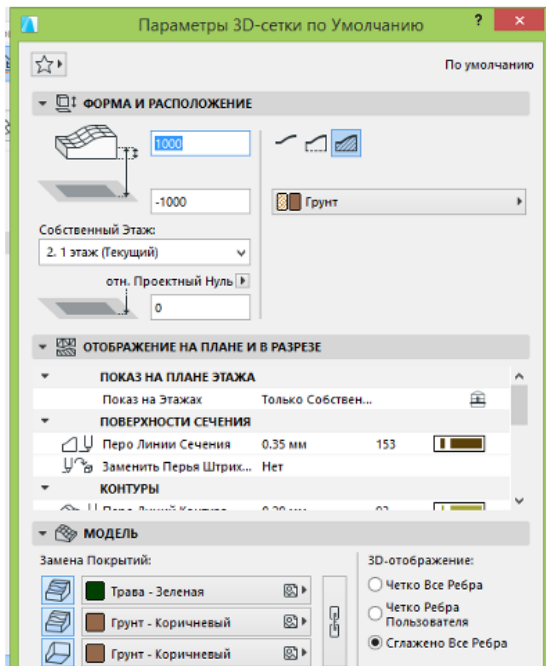 Параметры 3D-сетки по Умолчанию ? ×
По умолчанию
ФОРМА И РАСПОЛОЖЕНИЕ
1000
-1000
Грунт
Собственный Этаж:
2. 1 этаж (Текущий)
отн. Проектный Нуль
0
ОТОБРАЖЕНИЕ НА ПЛАНЕ И В РАЗРЕЗЕ
ПОКАЗ НА ПЛАНЕ ЭТАЖА
Показ на Этажах Только Собствен...
ПОВЕРХНОСТИ СЕЧЕНИЯ
Перо Линии Сечения 0.35 мм 153
Заменить Перья Штрих... Нет
КОНТУРЫ
МОДЕЛЬ
Замена Покрытий:
3D-отображение:
Трава - Зеленая
Четко Все Ребра
Грунт - Коричневый
Четко Ребра
Пользователя
Грунт - Коричневый
Сглажено Все Ребра